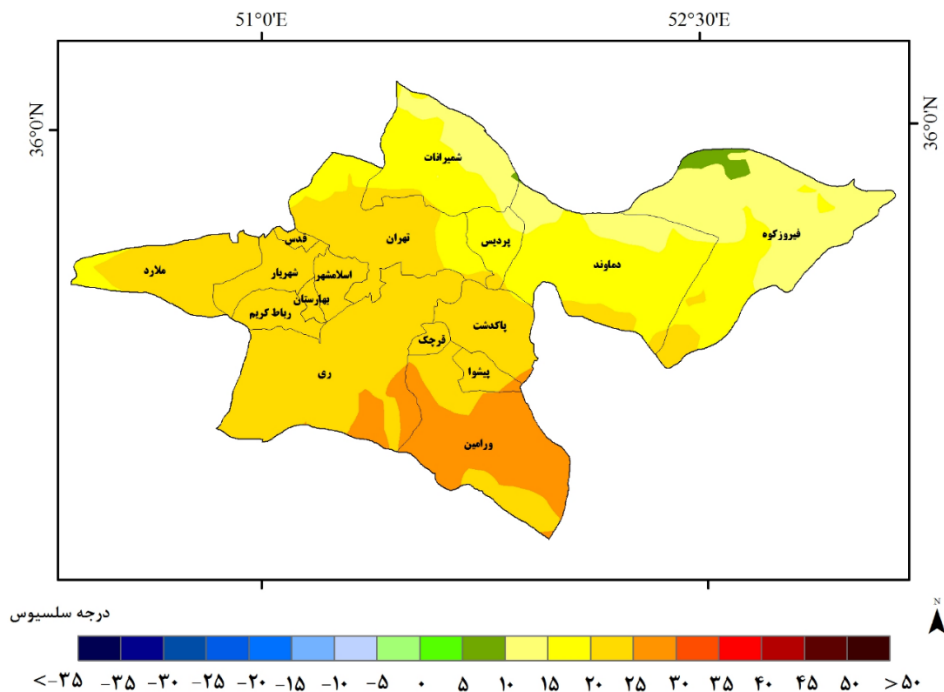 51°0'E 52°30'E
36°0'N 36°0'N
شمیرانات
فیروزکوه
تهران
پردیس
قدس
دماوند
ملارد
شهریار
اسلامشهر
بهارستان
رباط کریم
پاکدشت
قرچک
پیشوا
ری
ورامین
درجه سلسیوس
N
<-۳۵ -۳۵ -۳۰ -۲۵ -۲۰ -۱۵ -۱۰ -۵ ۰ ۵ ۱۰ ۱۵ ۲۰ ۲۵ ۳۰ ۳۵ ۴۰ ۴۵ ۵۰ >۵۰